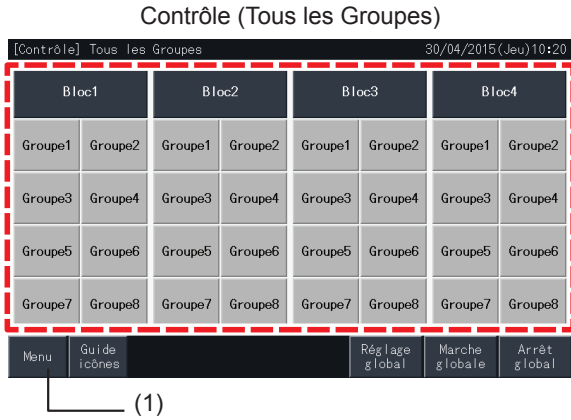 Contrôle (Tous les Groupes)
[Contrôle] Tous les Groupes 30/04/2015(Jeu)10:20
Bloc1 Bloc2 Bloc3 Bloc4
Groupe1 Groupe2 Groupe1 Groupe2 Groupe1 Groupe2 Groupe1 Groupe2
Groupe3 Groupe4 Groupe3 Groupe4 Groupe3 Groupe4 Groupe3 Groupe4
Groupe5 Groupe6 Groupe5 Groupe6 Groupe5 Groupe6 Groupe5 Groupe6
Groupe7 Groupe8 Groupe7 Groupe8 Groupe7 Groupe8 Groupe7 Groupe8
Menu Guide icônes Réglage global Marche globale Arrêt global
(1)